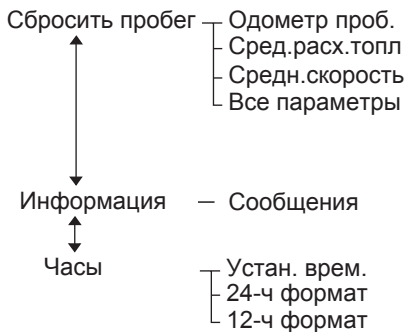 Сбросить пробег Одометр проб.
Сред.расх.топл
Средн.скорость
Все параметры
Информация – Сообщения
Часы Устан. врем.
24-ч формат
12-ч формат